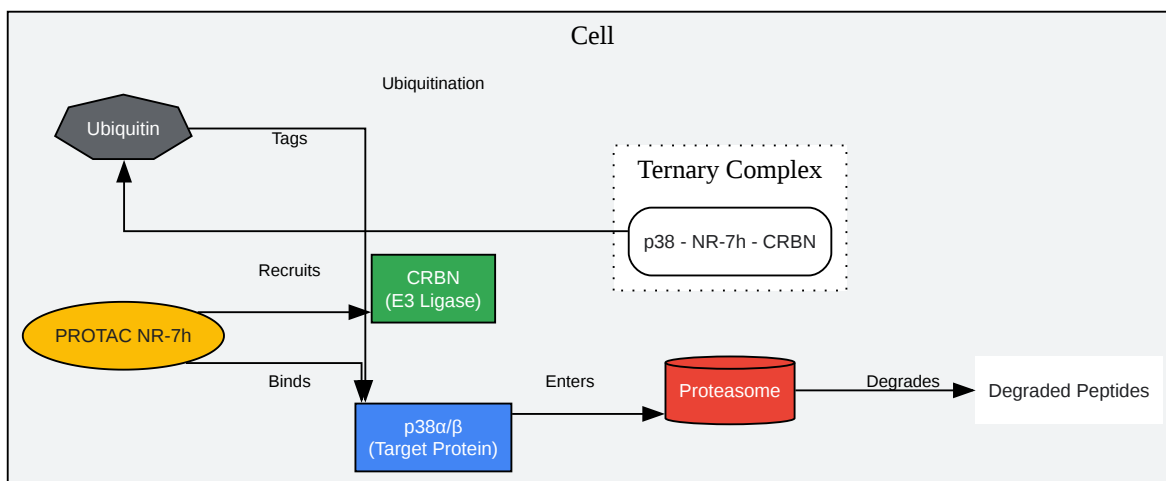 Cell
Ubiquitination
Ubiquitin
Tags
Ternary Complex
p38 - NR-7h - CRBN
Recruits
CRBN
(E3 Ligase)
PROTAC NR-7h
Binds
Enters
Proteasome
Degrades
Degraded Peptides
p38α/β
(Target Protein)